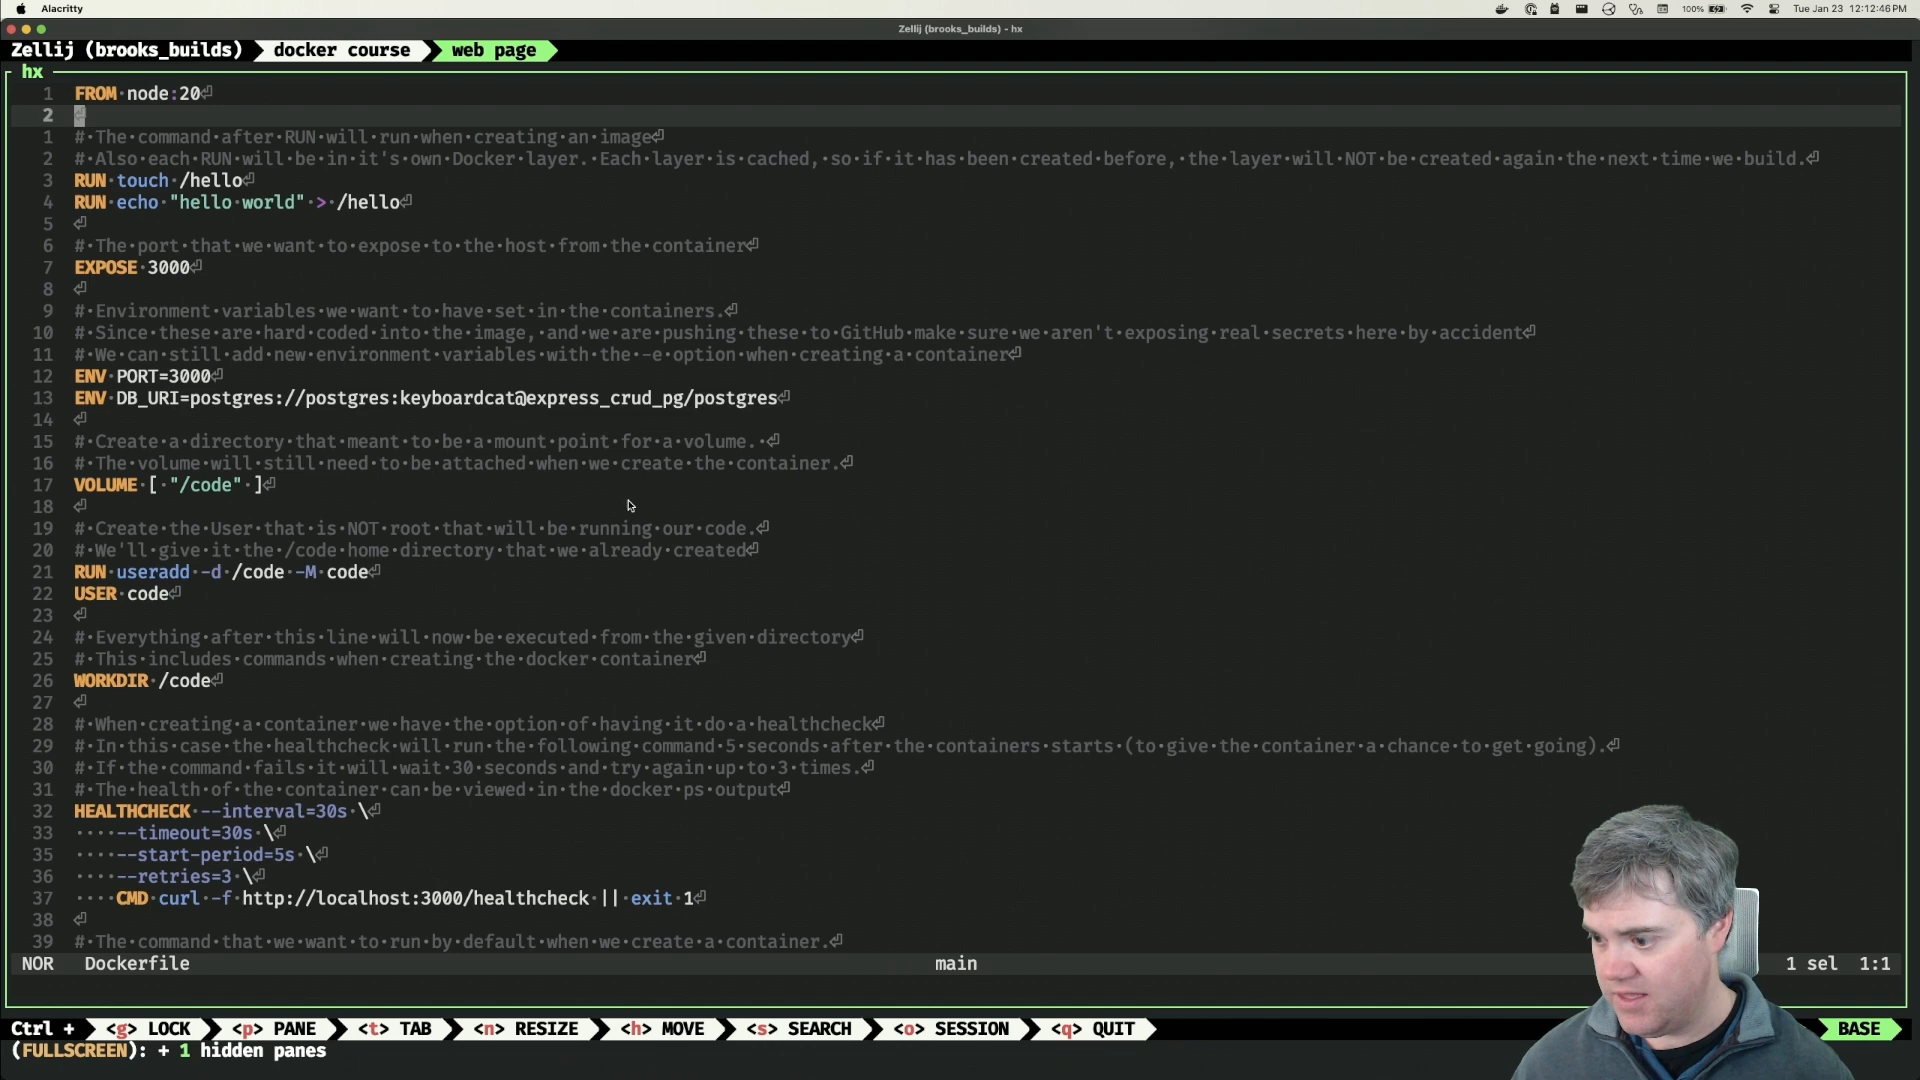 Alacritty
100%
Tue Jan 23 12:12:46 PM
Zellij (brooks_builds) - hx
Zellij (brooks_builds) docker course web page
hx
1 FROM·node:20⏎
2 ⏎
1 #·The·command·after·RUN·will·run·when·creating·an·image⏎
2 #·Also·each·RUN·will·be·in·it's·own·Docker·layer.·Each·layer·is·cached,·so·if·it·has·been·created·before,·the·layer·will·NOT·be·created·again·the·next·time·we·build.⏎
3 RUN·touch·/hello⏎
4 RUN·echo·"hello·world"·>·/hello⏎
5 ⏎
6 #·The·port·that·we·want·to·expose·to·the·host·from·the·container⏎
7 EXPOSE·3000⏎
8 ⏎
9 #·Environment·variables·we·want·to·have·set·in·the·containers.⏎
10 #·Since·these·are·hard·coded·into·the·image,·and·we·are·pushing·these·to·GitHub·make·sure·we·aren't·exposing·real·secrets·here·by·accident⏎
11 #·We·can·still·add·new·environment·variables·with·the·-e·option·when·creating·a·container⏎
12 ENV·PORT=3000⏎
13 ENV·DB_URI=postgres://postgres:keyboardcat@express_crud_pg/postgres⏎
14 ⏎
15 #·Create·a·directory·that·meant·to·be·a·mount·point·for·a·volume.·⏎
16 #·The·volume·will·still·need·to·be·attached·when·we·create·the·container.⏎
17 VOLUME·[·"/code"·]⏎
18 ⏎
19 #·Create·the·User·that·is·NOT·root·that·will·be·running·our·code.⏎
20 #·We'll·give·it·the·/code·home·directory·that·we·already·created⏎
21 RUN·useradd·-d·/code·-M·code⏎
22 USER·code⏎
23 ⏎
24 #·Everything·after·this·line·will·now·be·executed·from·the·given·directory⏎
25 #·This·includes·commands·when·creating·the·docker·container⏎
26 WORKDIR·/code⏎
27 ⏎
28 #·When·creating·a·container·we·have·the·option·of·having·it·do·a·healthcheck⏎
29 #·In·this·case·the·healthcheck·will·run·the·following·command·5·seconds·after·the·containers·starts·(to·give·the·container·a·chance·to·get·going).⏎
30 #·If·the·command·fails·it·will·wait·30·seconds·and·try·again·up·to·3·times.⏎
31 #·The·health·of·the·container·can·be·viewed·in·the·docker·ps·output⏎
32 HEALTHCHECK·--interval=30s·\⏎
33 ····--timeout=30s·\⏎
35 ····--start-period=5s·\⏎
36 ····--retries=3·\⏎
37 ····CMD·curl·-f·http://localhost:3000/healthcheck·||·exit·1⏎
38 ⏎
39 #·The·command·that·we·want·to·run·by·default·when·we·create·a·container.⏎
NOR Dockerfile main 1 sel 1:1
Ctrl + <g> LOCK <p> PANE <t> TAB <n> RESIZE <h> MOVE <s> SEARCH <o> SESSION <q> QUIT BASE
(FULLSCREEN): + 1 hidden panes